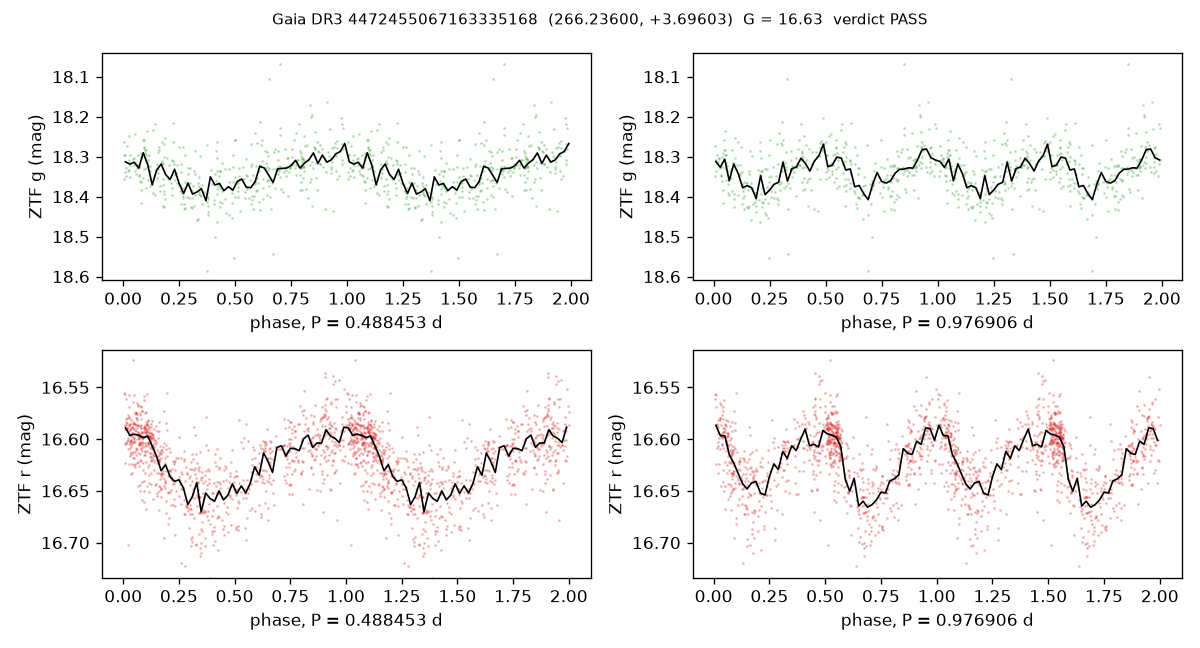 Gaia DR3 4472455067163335168  (266.23600, +3.69603)  G = 16.63  verdict PASS
ZTF g (mag)
18.1
18.2
18.3
18.4
18.5
18.6
0.00 0.25 0.50 0.75 1.00 1.25 1.50 1.75 2.00
phase, P = 0.488453 d
ZTF g (mag)
18.1
18.2
18.3
18.4
18.5
18.6
0.00 0.25 0.50 0.75 1.00 1.25 1.50 1.75 2.00
phase, P = 0.976906 d
ZTF r (mag)
16.55
16.60
16.65
16.70
0.00 0.25 0.50 0.75 1.00 1.25 1.50 1.75 2.00
phase, P = 0.488453 d
ZTF r (mag)
16.55
16.60
16.65
16.70
0.00 0.25 0.50 0.75 1.00 1.25 1.50 1.75 2.00
phase, P = 0.976906 d